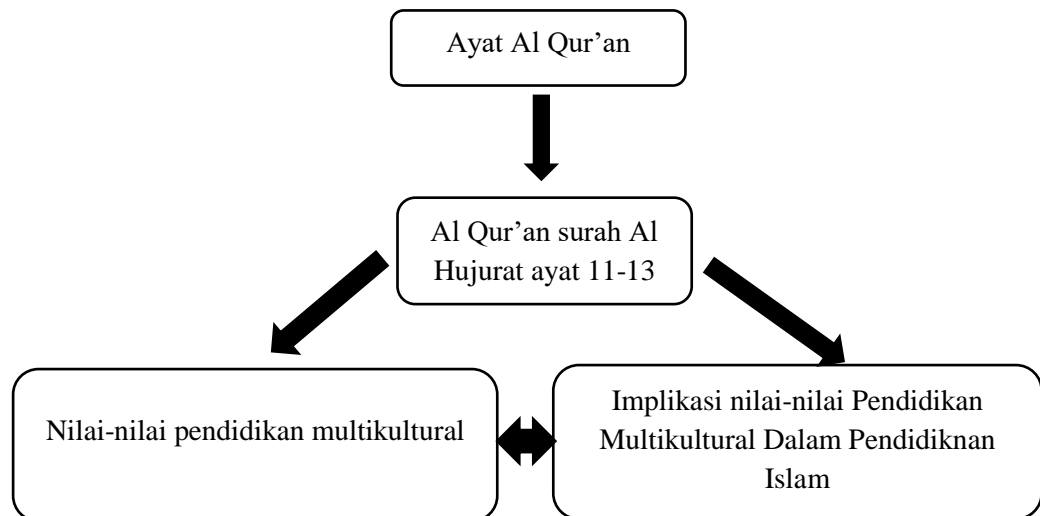 Ayat Al Qur’an
Al Qur’an surah Al
Hujurat ayat 11-13
Nilai-nilai pendidikan multikultural
Implikasi nilai-nilai Pendidikan
Multikultural Dalam Pendidiknan
Islam